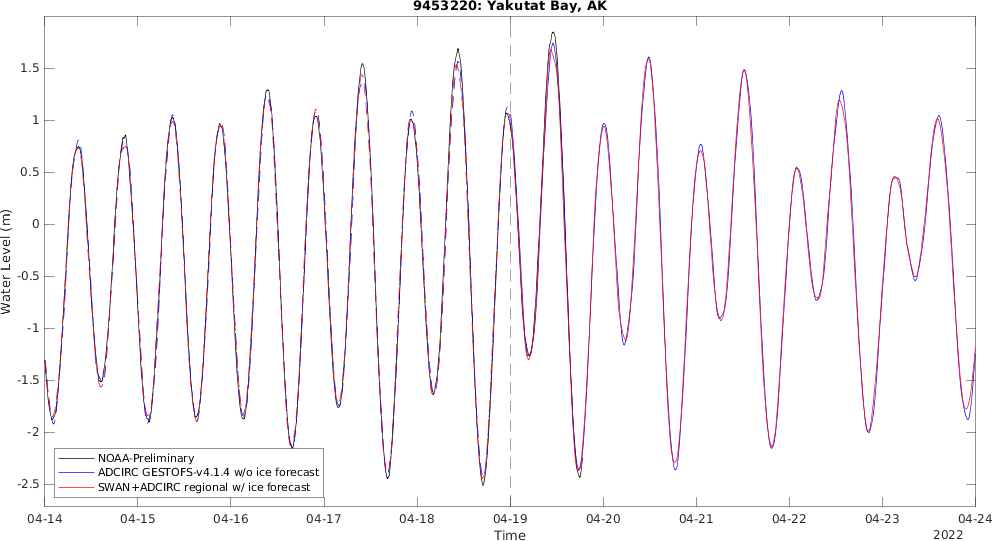 9453220: Yakutat Bay, AK
Water Level (m)
1.5
1
0.5
0
-0.5
-1
-1.5
-2
-2.5
NOAA-Preliminary
ADCIRC GESTOFS-v4.1.4 w/o ice forecast
SWAN+ADCIRC regional w/ ice forecast
04-14 04-15 04-16 04-17 04-18 04-19 04-20 04-21 04-22 04-23 04-24
Time
2022